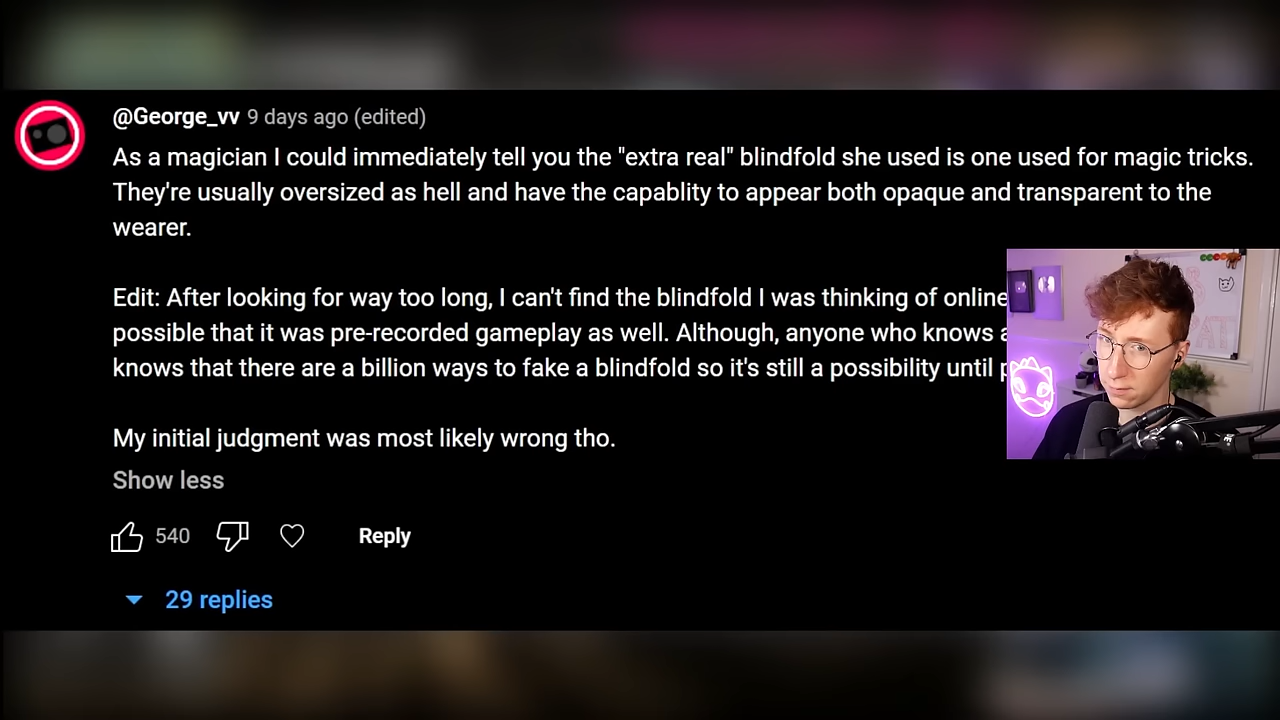 @George_vv 9 days ago (edited)
As a magician I could immediately tell you the "extra real" blindfold she used is one used for magic tricks.
They're usually oversized as hell and have the capablity to appear both opaque and transparent to the
wearer.
Edit: After looking for way too long, I can't find the blindfold I was thinking of online
possible that it was pre-recorded gameplay as well. Although, anyone who knows
knows that there are a billion ways to fake a blindfold so it's still a possibility until
My initial judgment was most likely wrong tho.
Show less
540 Reply
29 replies